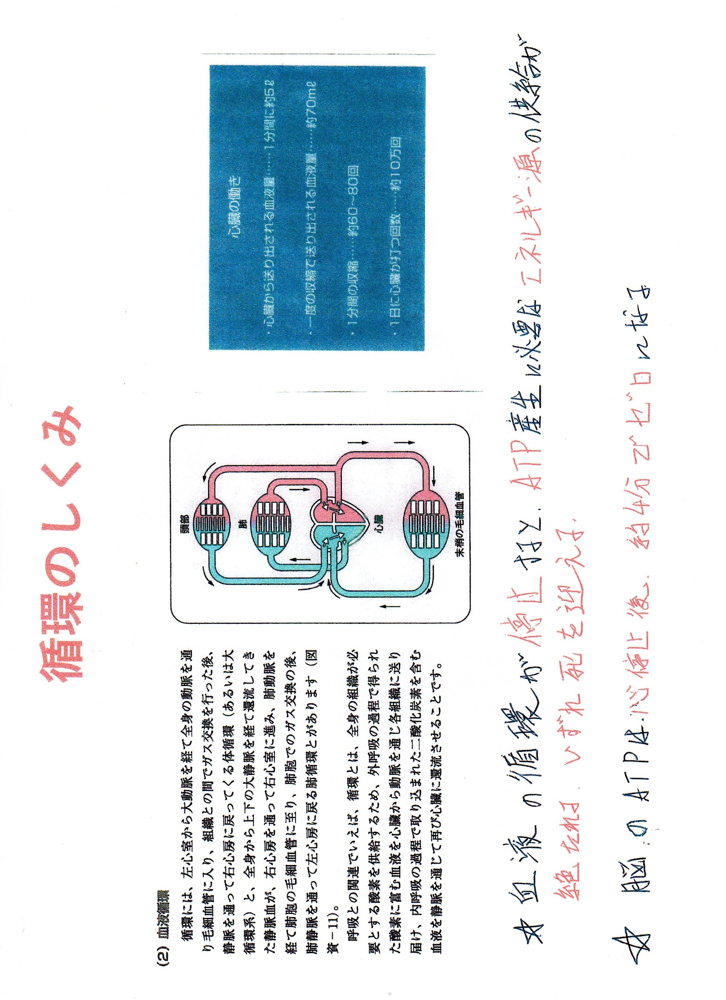 循環のしくみ
(2) 血液循環
循環には、左心室から大動脈を経て全身の動脈を通
り毛細血管に入り、組織との間でガス交換を行った後、
静脈を通って右心房に戻ってくる体循環（あるいは大
循環系）と、全身から上下の大静脈を経て還流してき
た静脈血が、右心房を通って右心室に進み、肺動脈を
経て肺胞の毛細血管に至り、肺胞でのガス交換の後、
肺静脈を通って左心房に戻る肺循環とがあります（図
資－11）。
呼吸との関連でいえば、循環とは、全身の組織が必
要とする酸素を供給するため、外呼吸の過程で得られ
た酸素に富む血液を心臓から動脈を通じ各組織に送り
届け、内呼吸の過程で取り込まれた二酸化炭素を含む
血液を静脈を通じて再び心臓に還流させることです。
頭部
肺
心臓
末梢の毛細血管
心臓の働き
・心臓から送り出される血液量……1分間に約5ℓ
・一度の収縮で送り出される血液量……約70mℓ
・1分間の収縮……約60～80回
・1日に心臓が打つ回数……約10万回
☆血液の循環が停止すると、ATP産生に必要なエネルギー源の供給が
絶たれ、いずれ死を迎える.
☆脳のATPは、心停止後、約4分でゼロになる